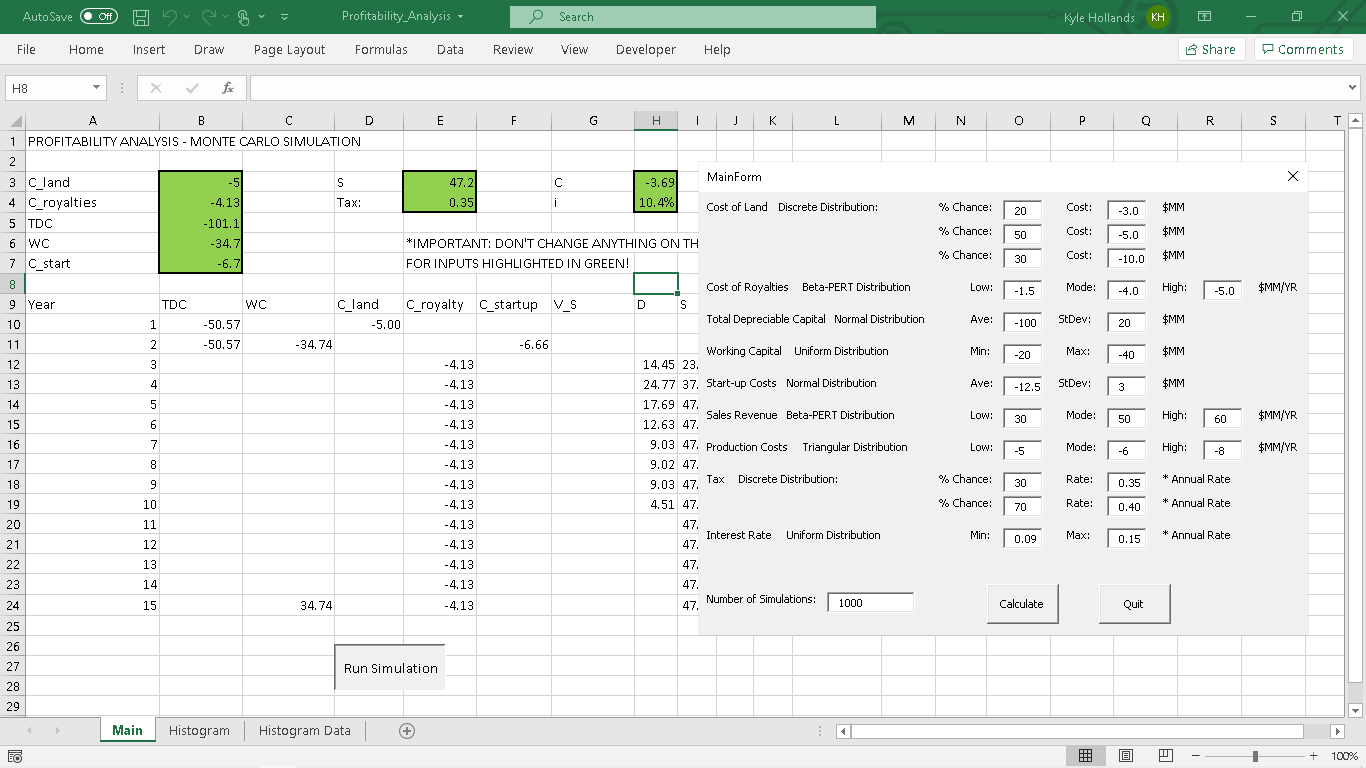 AutoSave Off Profitability_Analysis Search Kyle Hollands KH
File Home Insert Draw Page Layout Formulas Data Review View Developer Help Share Comments
H8 fx
A B C D E F G H I J K L M N O P Q R S T
1 PROFITABILITY ANALYSIS - MONTE CARLO SIMULATION
2
3 C_land -5 S 47.2 C -3.69
4 C_royalties -4.13 Tax: 0.35 i 10.4%
5 TDC -101.1
6 WC -34.7 *IMPORTANT: DON'T CHANGE ANYTHING ON TH
7 C_start -6.7 FOR INPUTS HIGHLIGHTED IN GREEN!
8
9 Year TDC WC C_land C_royalty C_startup V_S D S
10 1 -50.57 -5.00
11 2 -50.57 -34.74 -6.66
12 3 -4.13 14.45 23.
13 4 -4.13 24.77 37.
14 5 -4.13 17.69 47.
15 6 -4.13 12.63 47.
16 7 -4.13 9.03 47.
17 8 -4.13 9.02 47.
18 9 -4.13 9.03 47.
19 10 -4.13 4.51 47.
20 11 -4.13 47.
21 12 -4.13 47.
22 13 -4.13 47.
23 14 -4.13 47.
24 15 34.74 -4.13 47.
25
26
27 Run Simulation
28
29
MainForm
Cost of Land Discrete Distribution: % Chance: 20 Cost: -3.0 $MM
% Chance: 50 Cost: -5.0 $MM
% Chance: 30 Cost: -10.0 $MM
Cost of Royalties Beta-PERT Distribution Low: -1.5 Mode: -4.0 High: -5.0 $MM/YR
Total Depreciable Capital Normal Distribution Ave: -100 StDev: 20 $MM
Working Capital Uniform Distribution Min: -20 Max: -40 $MM
Start-up Costs Normal Distribution Ave: -12.5 StDev: 3 $MM
Sales Revenue Beta-PERT Distribution Low: 30 Mode: 50 High: 60 $MM/YR
Production Costs Triangular Distribution Low: -5 Mode: -6 High: -8 $MM/YR
Tax Discrete Distribution: % Chance: 30 Rate: 0.35 * Annual Rate
% Chance: 70 Rate: 0.40 * Annual Rate
Interest Rate Uniform Distribution Min: 0.09 Max: 0.15 * Annual Rate
Number of Simulations: 1000 Calculate Quit
Main Histogram Histogram Data
100%